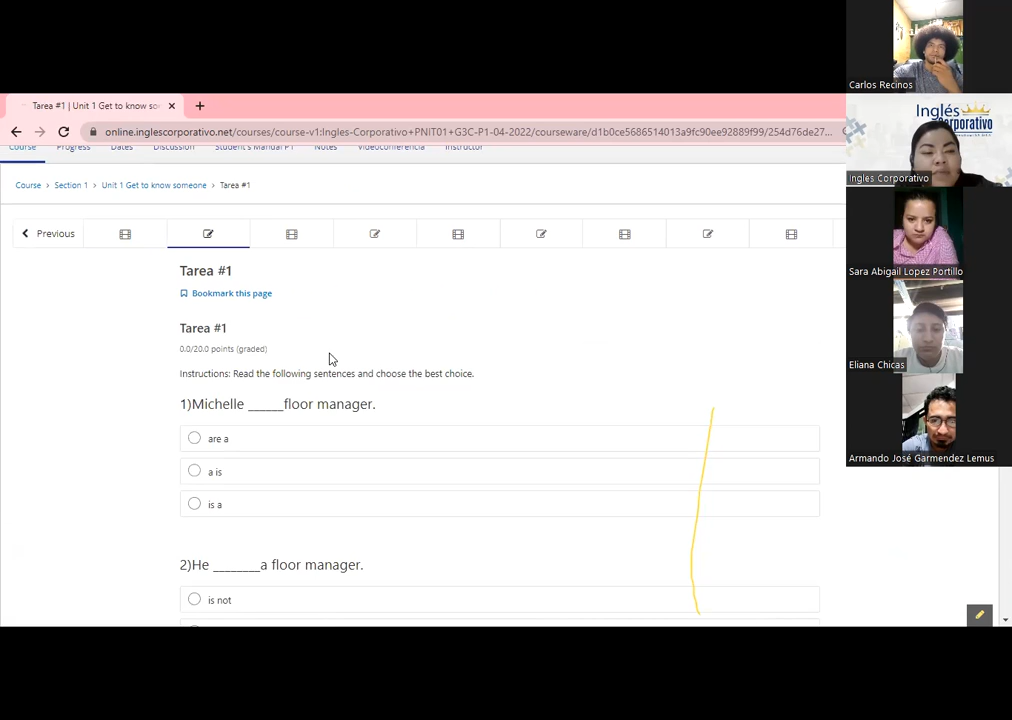 Carlos Recinos
Tarea #1 | Unit 1 Get to know so
Inglés
Corporativo
online.inglescorporativo.net/courses/course-v1:Ingles-Corporativo+PNIT01+G3C-P1-04-2022/courseware/d1b0ce5686514013a9fc90ee92889f99/254d76de27...
Course Progress Dates Discussion Student's Manual P1 Notes Videoconferencia Instructor
Ingles Corporativo
Course > Section 1 > Unit 1 Get to know someone > Tarea #1
Previous
Tarea #1
Sara Abigail Lopez Portillo
Bookmark this page
Tarea #1
0.0/20.0 points (graded)
Eliana Chicas
Instructions: Read the following sentences and choose the best choice.
1)Michelle ______floor manager.
are a
Armando José Garmendez Lemus
a is
is a
2)He ________a floor manager.
is not